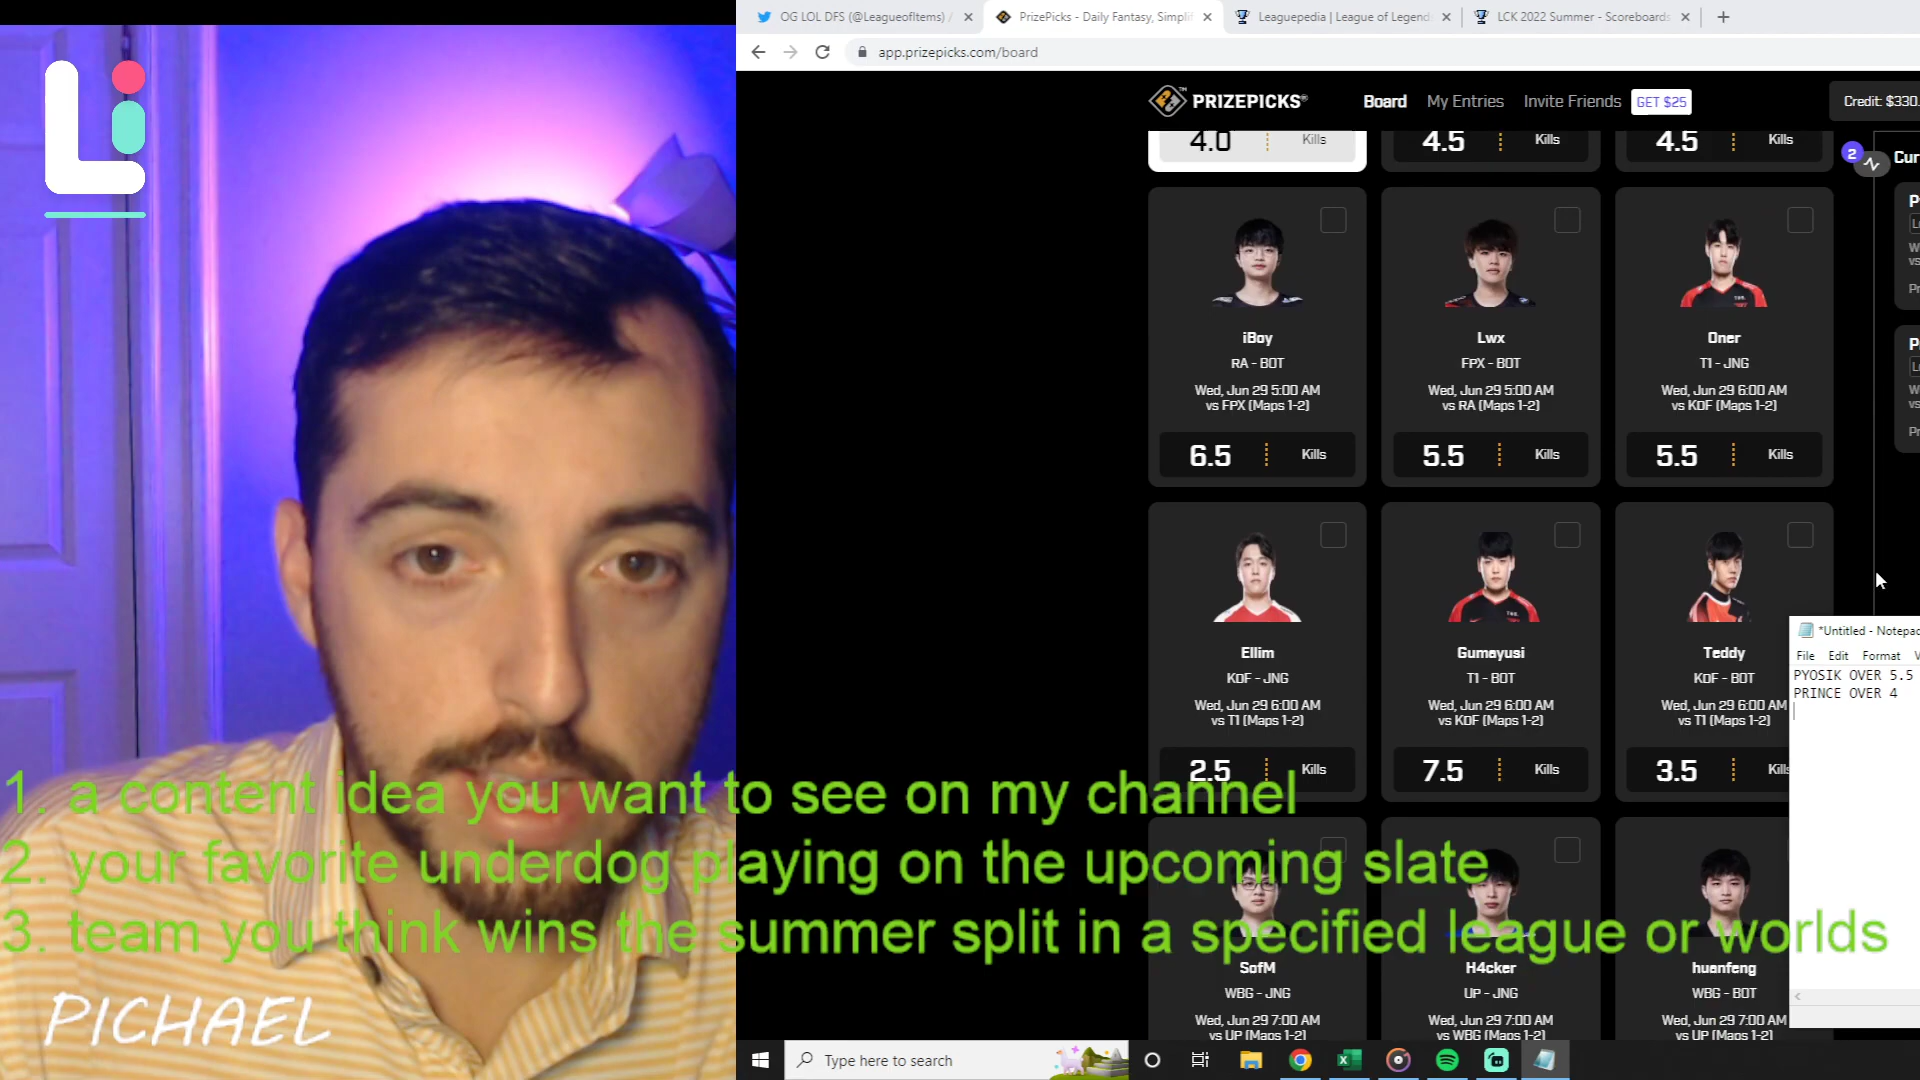 OG LOL DFS (@LeagueofItems) /
PrizePicks - Daily Fantasy, Simplif
Leaguepedia | League of Legend
LCK 2022 Summer - Scoreboards
app.prizepicks.com/board
PRIZEPICKS
Board
My Entries
Invite Friends
GET $25
Credit: $330.
4.0 Kills
4.5 Kills
4.5 Kills
2
Cur
iBoy
RA - BOT
Wed, Jun 29 5:00 AM
vs FPX (Maps 1-2)
6.5 Kills
Lwx
FPX - BOT
Wed, Jun 29 5:00 AM
vs RA (Maps 1-2)
5.5 Kills
Oner
T1 - JNG
Wed, Jun 29 6:00 AM
vs KDF (Maps 1-2)
5.5 Kills
Ellim
KDF - JNG
Wed, Jun 29 6:00 AM
vs T1 (Maps 1-2)
2.5 Kills
Gumayusi
T1 - BOT
Wed, Jun 29 6:00 AM
vs KDF (Maps 1-2)
7.5 Kills
Teddy
KDF - BOT
Wed, Jun 29 6:00 AM
vs T1 (Maps 1-2)
3.5 Kills
*Untitled - Notepad
File Edit Format V
PYOSIK OVER 5.5
PRINCE OVER 4
1. a content idea you want to see on my channel
2. your favorite underdog playing on the upcoming slate
3. team you think wins the summer split in a specified league or worlds
SofM
WBG - JNG
Wed, Jun 29 7:00 AM
vs UP (Maps 1-2)
H4cker
UP - JNG
Wed, Jun 29 7:00 AM
vs WBG (Maps 1-2)
huanfeng
WBG - BOT
Wed, Jun 29 7:00 AM
vs UP (Maps 1-2)
PICHAEL
Type here to search